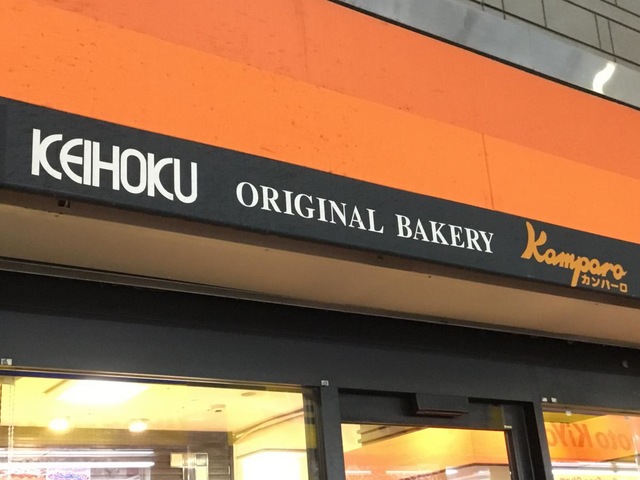 KEIHOKU ORIGINAL BAKERY Kamparo
カンパーロ